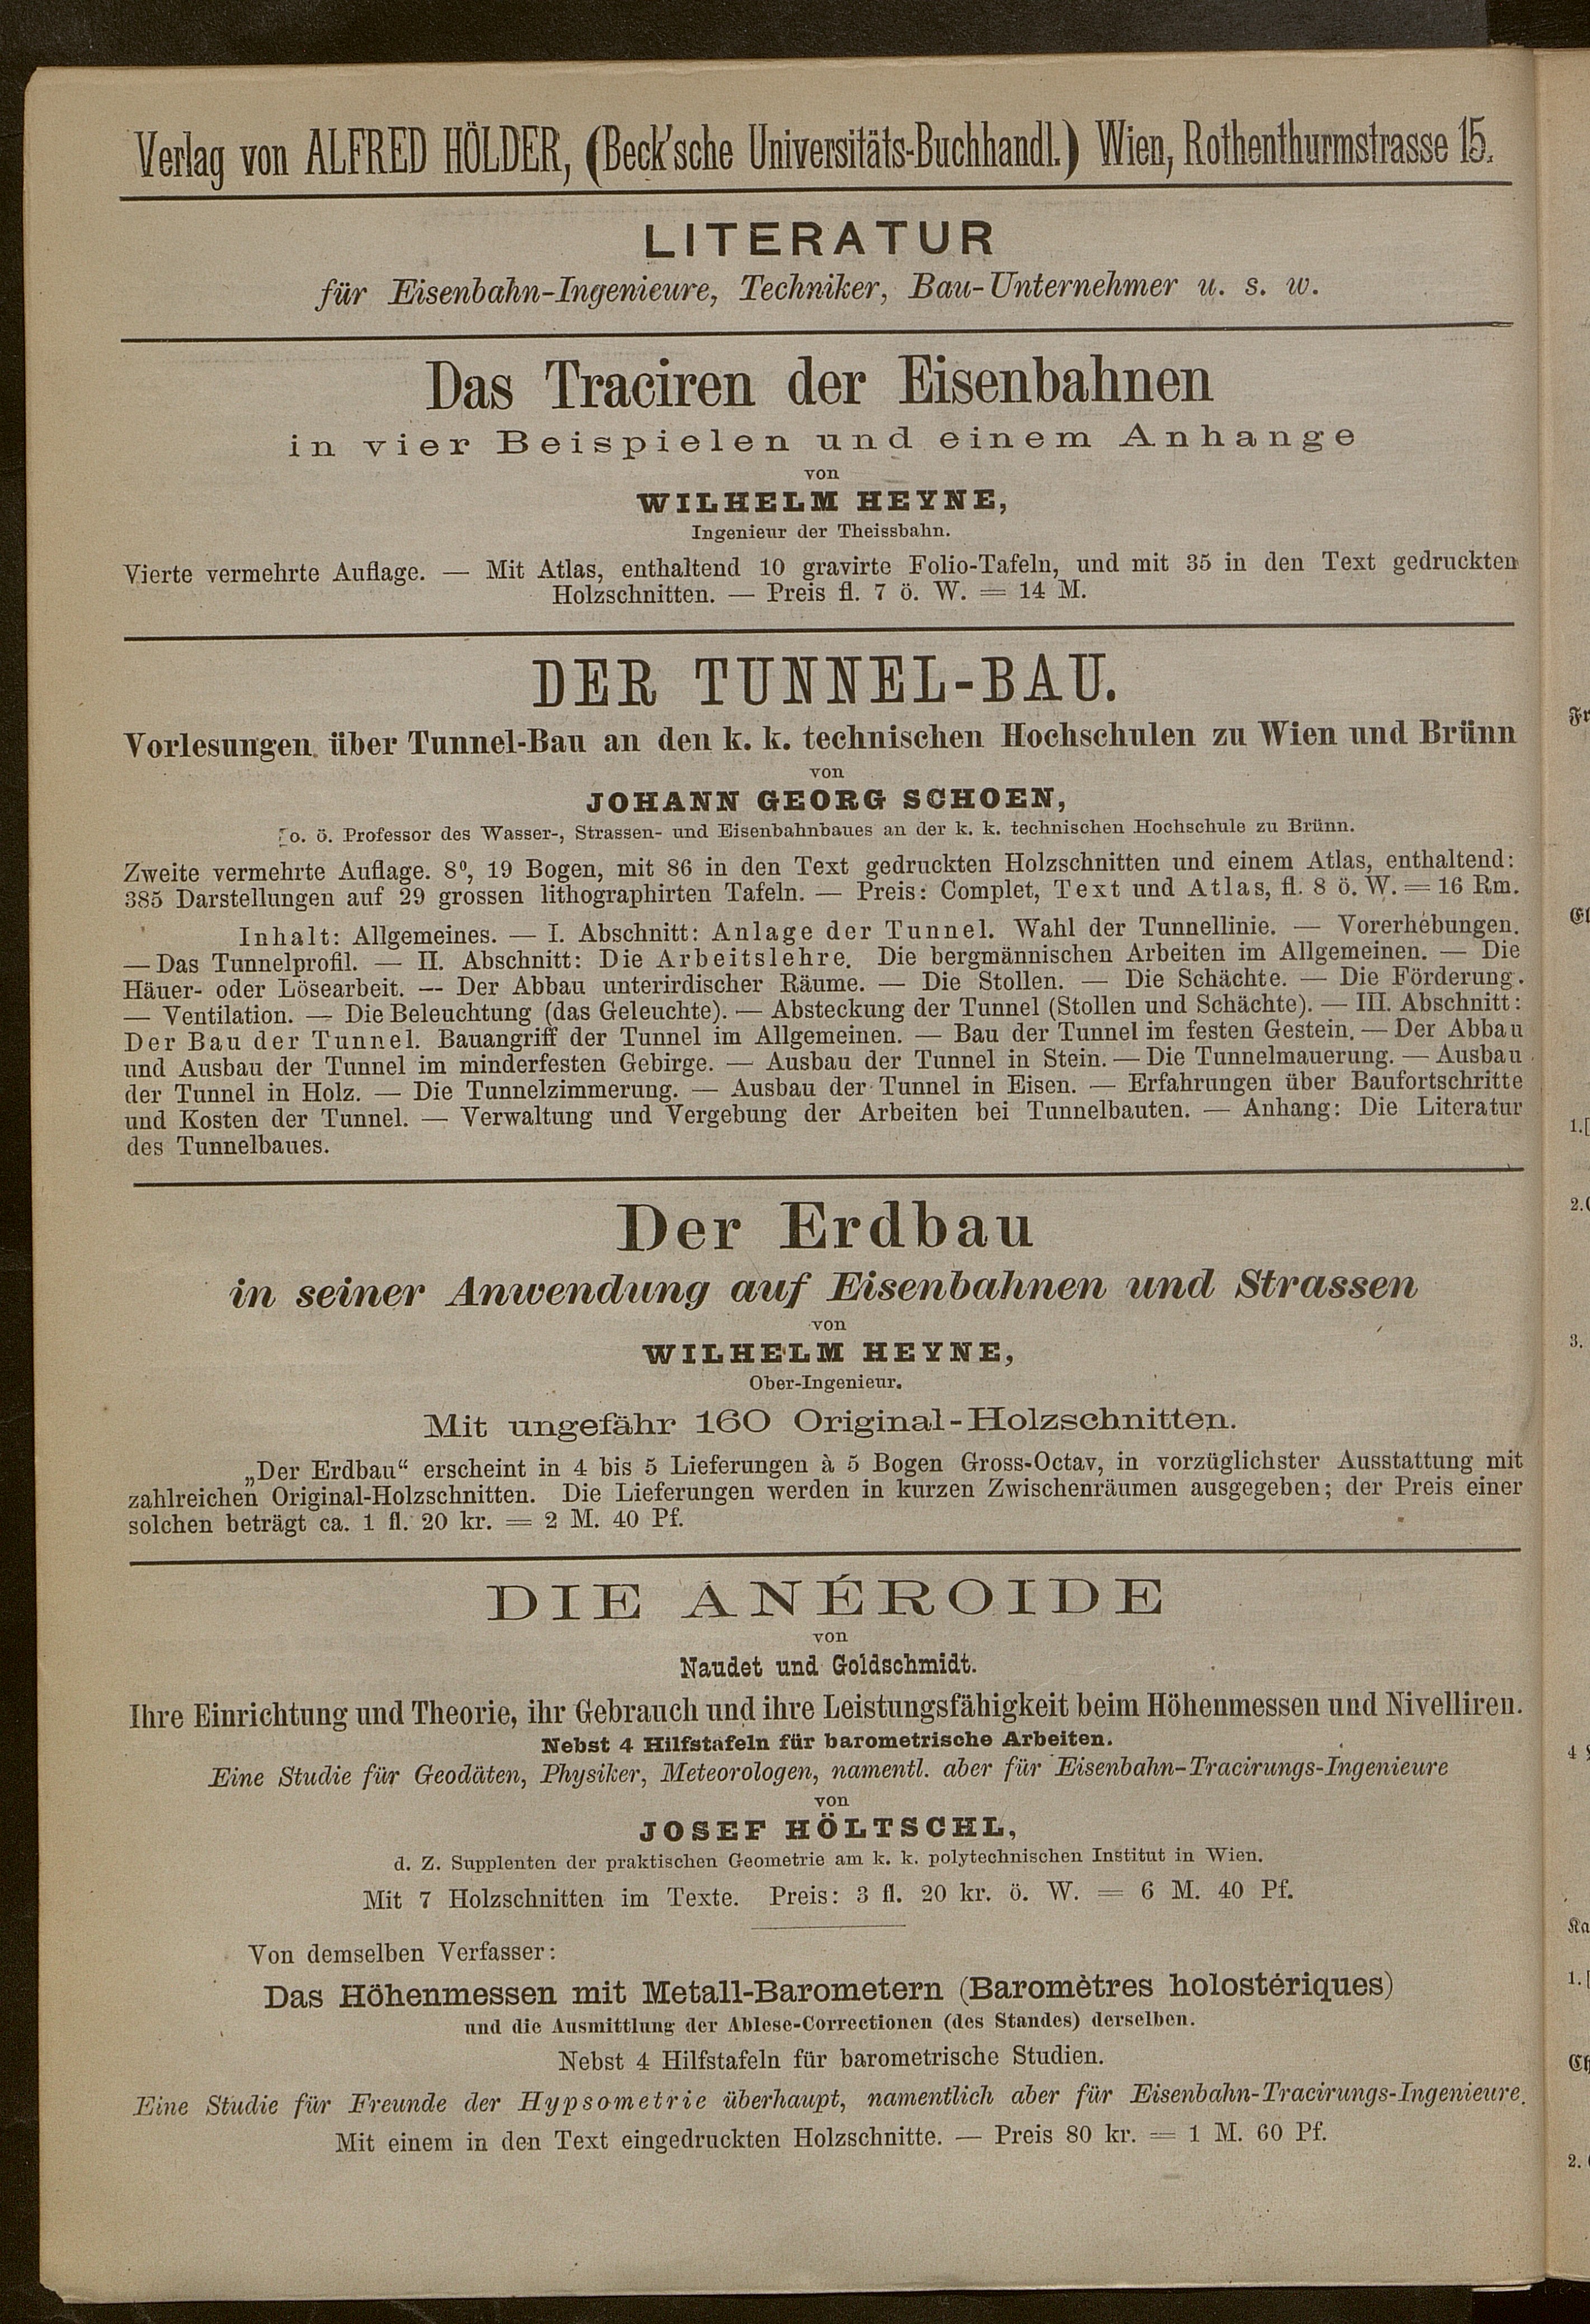 Verlag von ALFRED HÖLDER, (Beck'sche Universitäts-Buchhandl.) Wien, Rothenthurmstrasse 15.
LITERATUR
für Eisenbahn-Ingenieure, Techniker, Bau-Unternehmer u. s. w.
Das Traciren der Eisenbahnen
in vier Beispielen und einem Anhange
von
WILHELM HEYNE,
Ingenieur der Theissbahn.
Vierte vermehrte Auflage. — Mit Atlas, enthaltend 10 gravirte Folio-Tafeln, und mit 35 in den Text gedruckten
Holzschnitten. — Preis fl. 7 ö. W. = 14 M.
DER TUNNEL-BAU.
Vorlesungen über Tunnel-Bau an den k. k. technischen Hochschulen zu Wien und Brünn
von
JOHANN GEORG SCHOEN,
o. ö. Professor des Wasser-, Strassen- und Eisenbahnbaues an der k. k. technischen Hochschule zu Brünn.
Zweite vermehrte Auflage. 8⁰, 19 Bogen, mit 86 in den Text gedruckten Holzschnitten und einem Atlas, enthaltend:
385 Darstellungen auf 29 grossen lithographirten Tafeln. — Preis: Complet, Text und Atlas, fl. 8 ö. W. = 16 Rm.
Inhalt: Allgemeines. — I. Abschnitt: Anlage der Tunnel. Wahl der Tunnellinie. — Vorerhebungen.
— Das Tunnelprofil. — II. Abschnitt: Die Arbeitslehre. Die bergmännischen Arbeiten im Allgemeinen. — Die
Häuer- oder Lösearbeit. — Der Abbau unterirdischer Räume. — Die Stollen. — Die Schächte. — Die Förderung.
— Ventilation. — Die Beleuchtung (das Geleuchte). — Absteckung der Tunnel (Stollen und Schächte). — III. Abschnitt:
Der Bau der Tunnel. Bauangriff der Tunnel im Allgemeinen. — Bau der Tunnel im festen Gestein. — Der Abbau
und Ausbau der Tunnel im minderfesten Gebirge. — Ausbau der Tunnel in Stein. — Die Tunnelmauerung. — Ausbau
der Tunnel in Holz. — Die Tunnelzimmerung. — Ausbau der Tunnel in Eisen. — Erfahrungen über Baufortschritte
und Kosten der Tunnel. — Verwaltung und Vergebung der Arbeiten bei Tunnelbauten. — Anhang: Die Literatur
des Tunnelbaues.
Der Erdbau
in seiner Anwendung auf Eisenbahnen und Strassen
von
WILHELM HEYNE,
Ober-Ingenieur.
Mit ungefähr 160 Original-Holzschnitten.
„Der Erdbau“ erscheint in 4 bis 5 Lieferungen à 5 Bogen Gross-Octav, in vorzüglichster Ausstattung mit
zahlreichen Original-Holzschnitten. Die Lieferungen werden in kurzen Zwischenräumen ausgegeben; der Preis einer
solchen beträgt ca. 1 fl. 20 kr. = 2 M. 40 Pf.
DIE ANÉROIDE
von
Naudet und Goldschmidt.
Ihre Einrichtung und Theorie, ihr Gebrauch und ihre Leistungsfähigkeit beim Höhenmessen und Nivelliren.
Nebst 4 Hilfstafeln für barometrische Arbeiten.
Eine Studie für Geodäten, Physiker, Meteorologen, namentl. aber für Eisenbahn-Tracirungs-Ingenieure
von
JOSEF HÖLTSCHL,
d. Z. Supplenten der praktischen Geometrie am k. k. polytechnischen Institut in Wien.
Mit 7 Holzschnitten im Texte. Preis: 3 fl. 20 kr. ö. W. = 6 M. 40 Pf.
Von demselben Verfasser:
Das Höhenmessen mit Metall-Barometern (Baromètres holostériques)
und die Ausmittlung der Ablese-Correctionen (des Standes) derselben.
Nebst 4 Hilfstafeln für barometrische Studien.
Eine Studie für Freunde der Hypsometrie überhaupt, namentlich aber für Eisenbahn-Tracirungs-Ingenieure.
Mit einem in den Text eingedruckten Holzschnitte. — Preis 80 kr. = 1 M. 60 Pf.